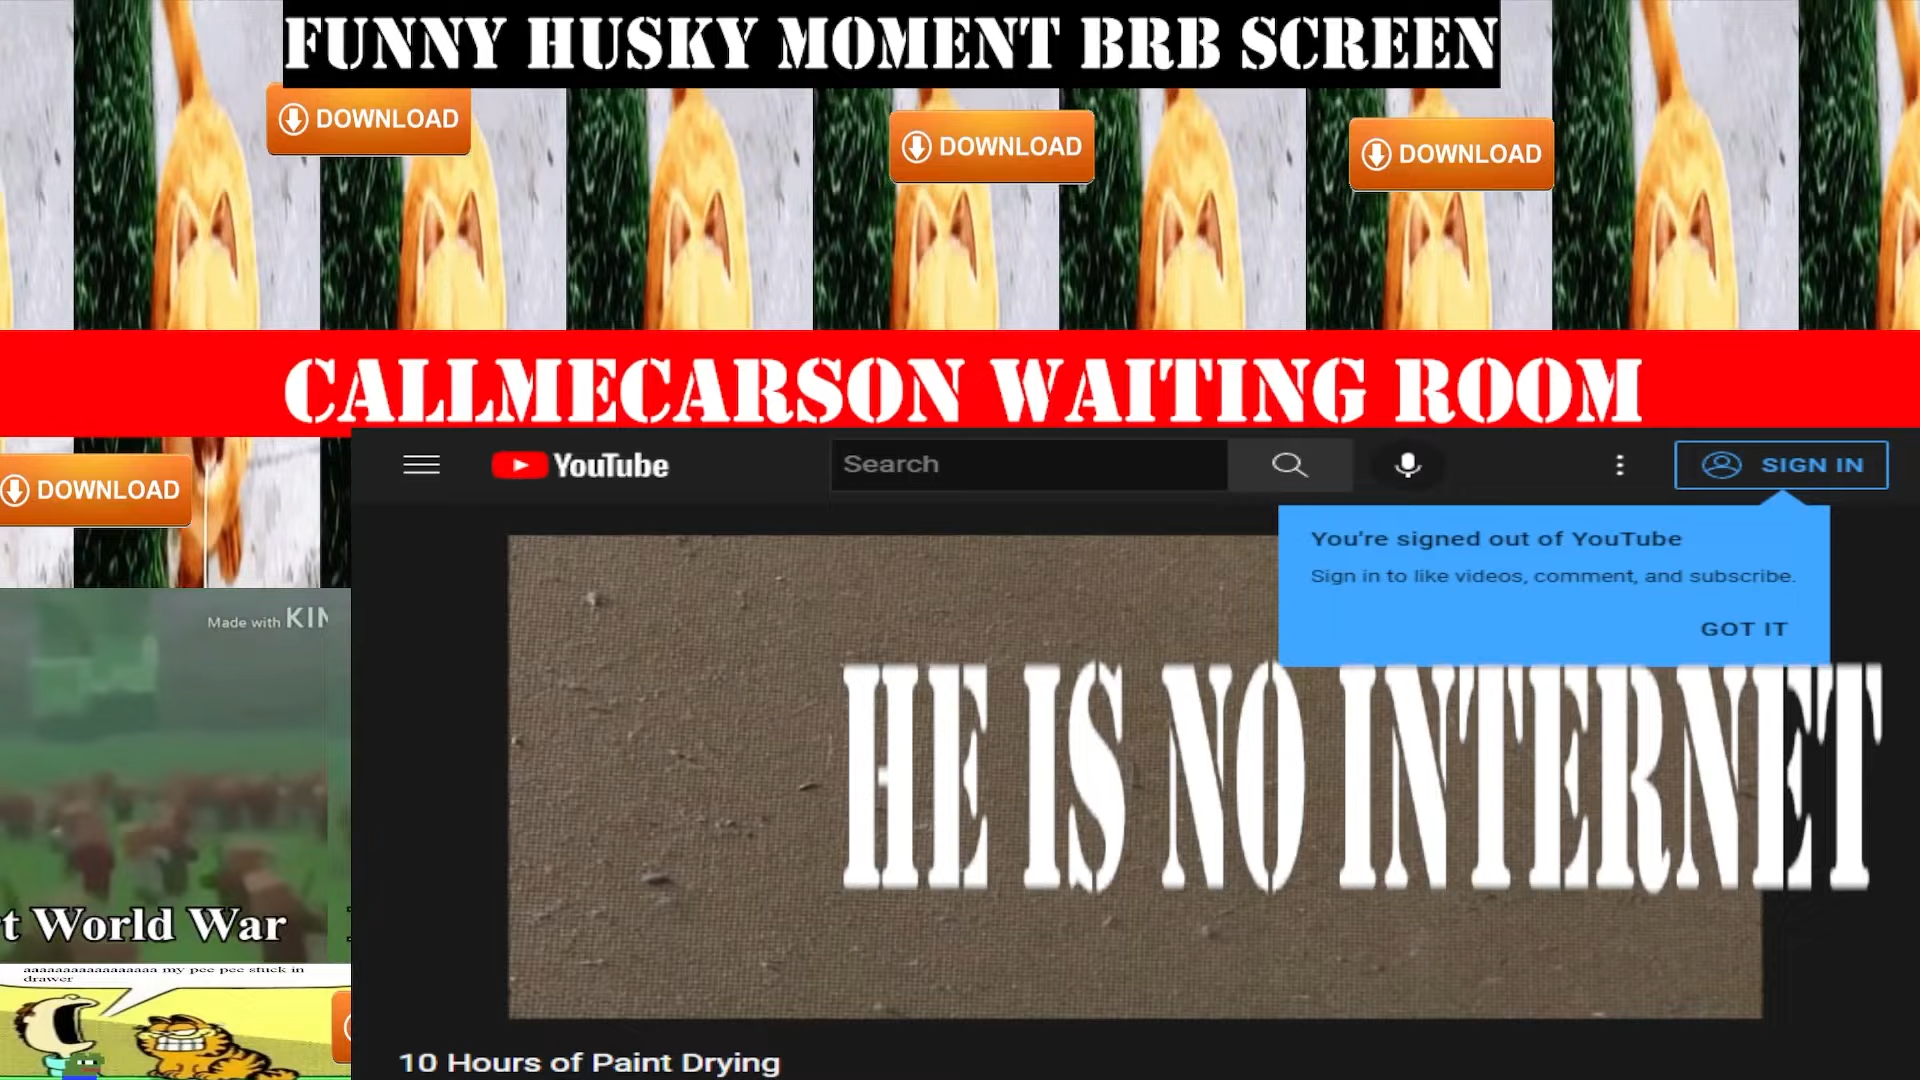 FUNNY HUSKY MOMENT BRB SCREEN
DOWNLOAD
DOWNLOAD
DOWNLOAD
CALLMECARSON WAITING ROOM
YouTube
Search
SIGN IN
DOWNLOAD
You're signed out of YouTube
Sign in to like videos, comment, and subscribe.
GOT IT
Made with KIN
HE IS NO INTERNET
t World War
aaaaaaaaaaaaaaaaa my pee pee stuck in
drawer
10 Hours of Paint Drying